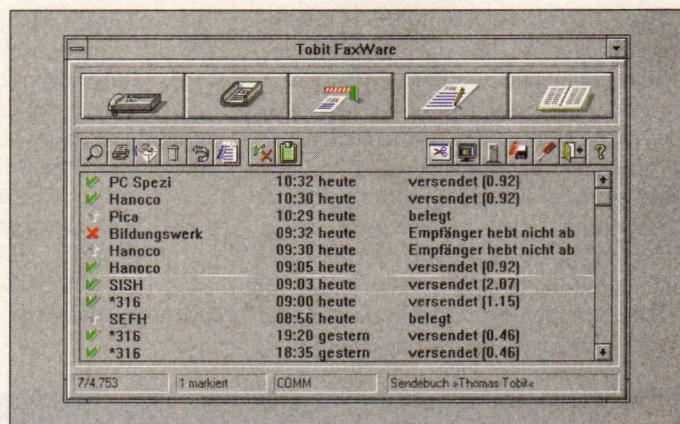 Tobit FaxWare
PC Spezi 10:32 heute versendet (0.92)
Hanoco 10:30 heute versendet (0.92)
Pica 10:29 heute belegt
Bildungswerk 09:32 heute Empfänger hebt nicht ab
Hanoco 09:30 heute Empfänger hebt nicht ab
Hanoco 09:05 heute versendet (0.92)
SISH 09:03 heute versendet (2.07)
*316 09:00 heute versendet (1.15)
SEFH 08:56 heute belegt
*316 19:20 gestern versendet (0.46)
*316 18:35 gestern versendet (0.46)
7/4.753 1 markiert COMM Sendebuch »Thomas Tobit«